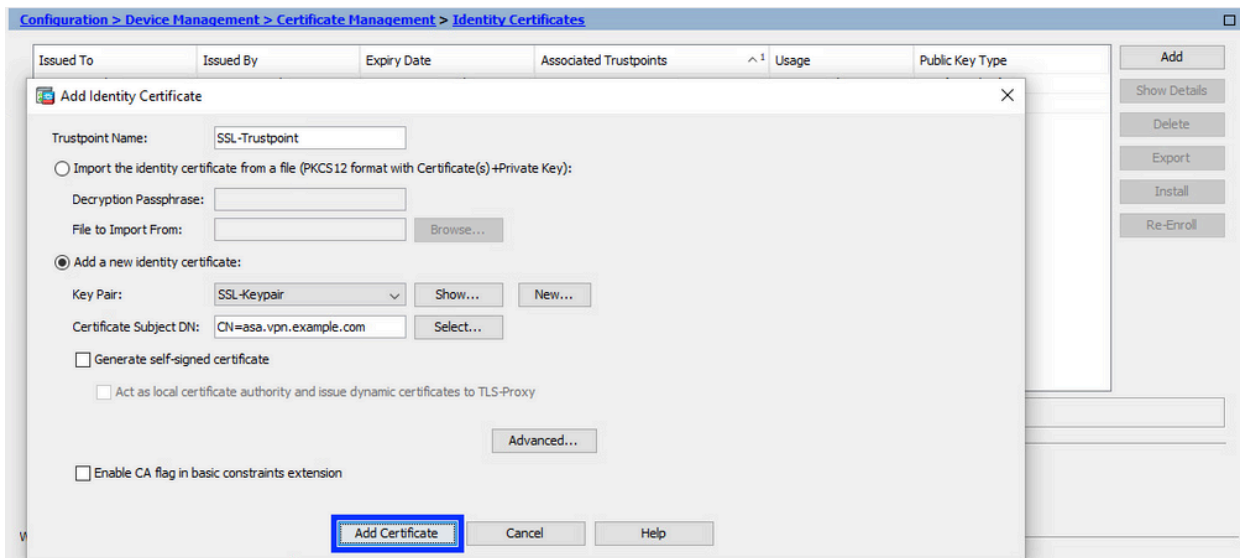 Configuration > Device Management > Certificate Management > Identity Certificates
Issued To Issued By Expiry Date Associated Trustpoints 1 Usage Public Key Type
Add
Add Identity Certificate
Show Details
Trustpoint Name: SSL-Trustpoint
Delete
Import the identity certificate from a file (PKCS12 format with Certificate(s)+Private Key):
Export
Decryption Passphrase:
Install
File to Import From: Browse...
Re-Enroll
Add a new identity certificate:
Key Pair: SSL-Keypair Show... New...
Certificate Subject DN: CN=asa.vpn.example.com Select...
Generate self-signed certificate
Act as local certificate authority and issue dynamic certificates to TLS-Proxy
Advanced...
Enable CA flag in basic constraints extension
Add Certificate Cancel Help